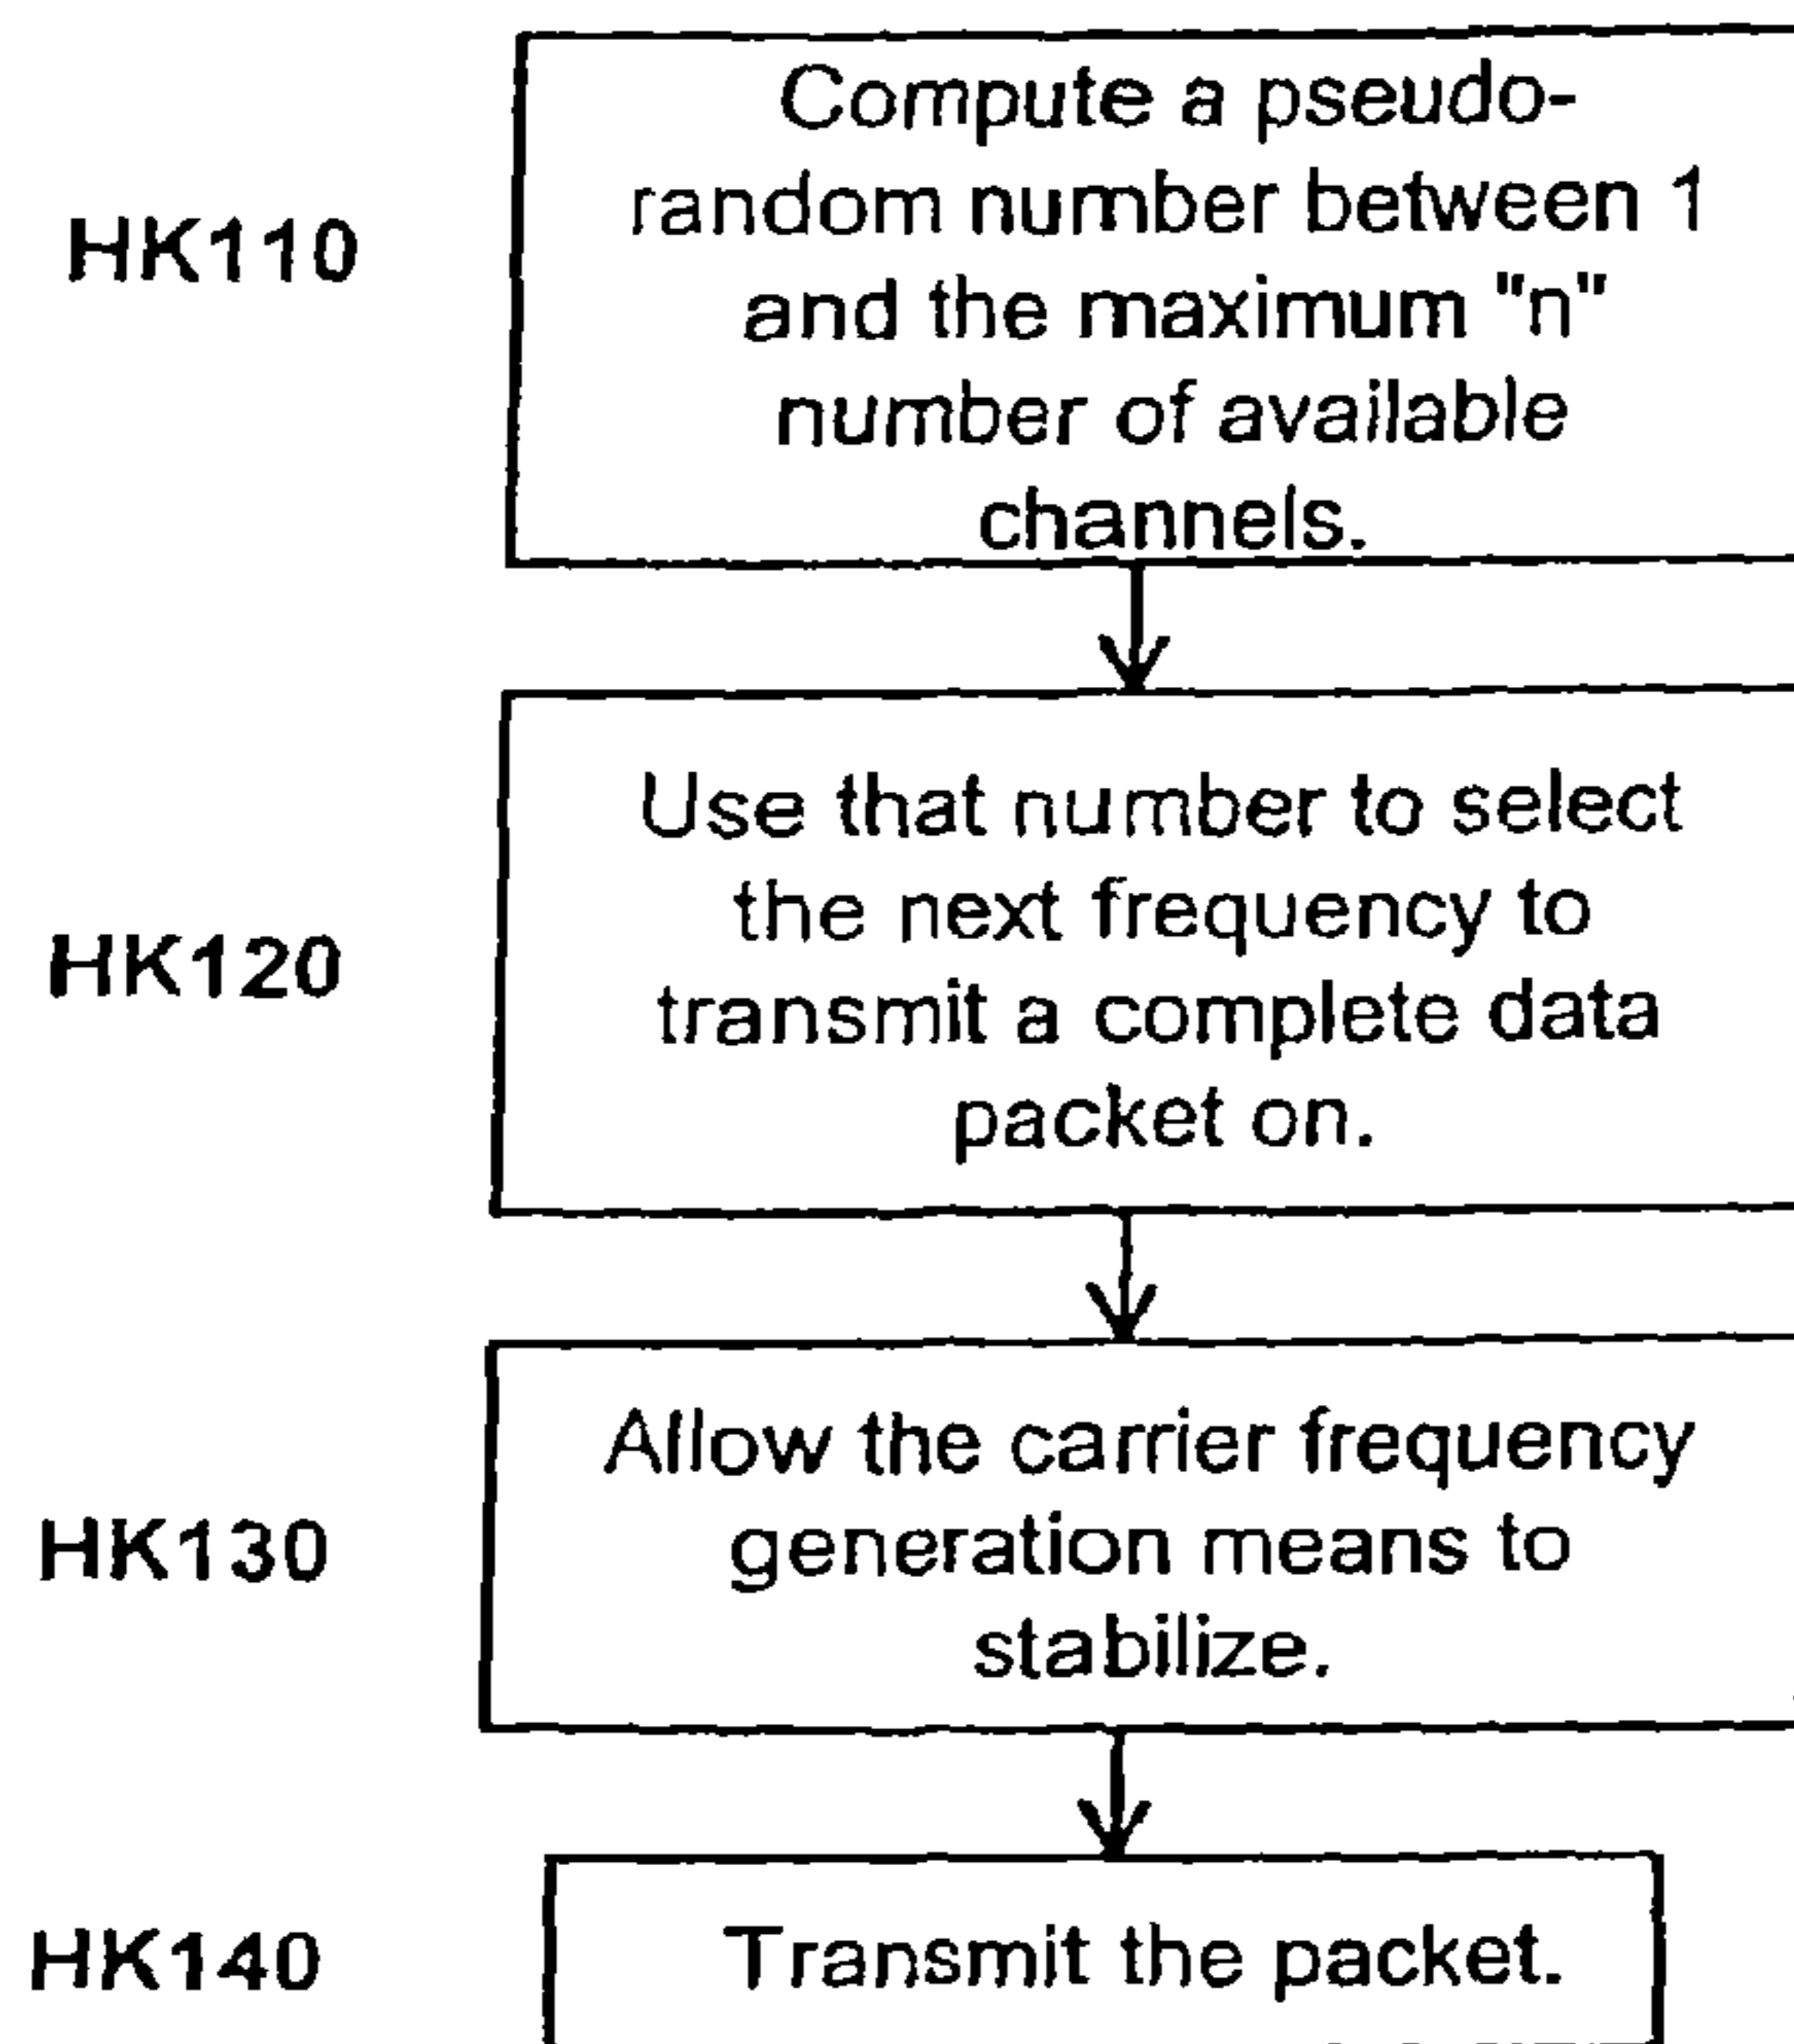 HK110
Compute a pseudo-
random number between 1
and the maximum "n"
number of available
channels.
HK120
Use that number to select
the next frequency to
transmit a complete data
packet on.
HK130
Allow the carrier frequency
generation means to
stabilize.
HK140
Transmit the packet.